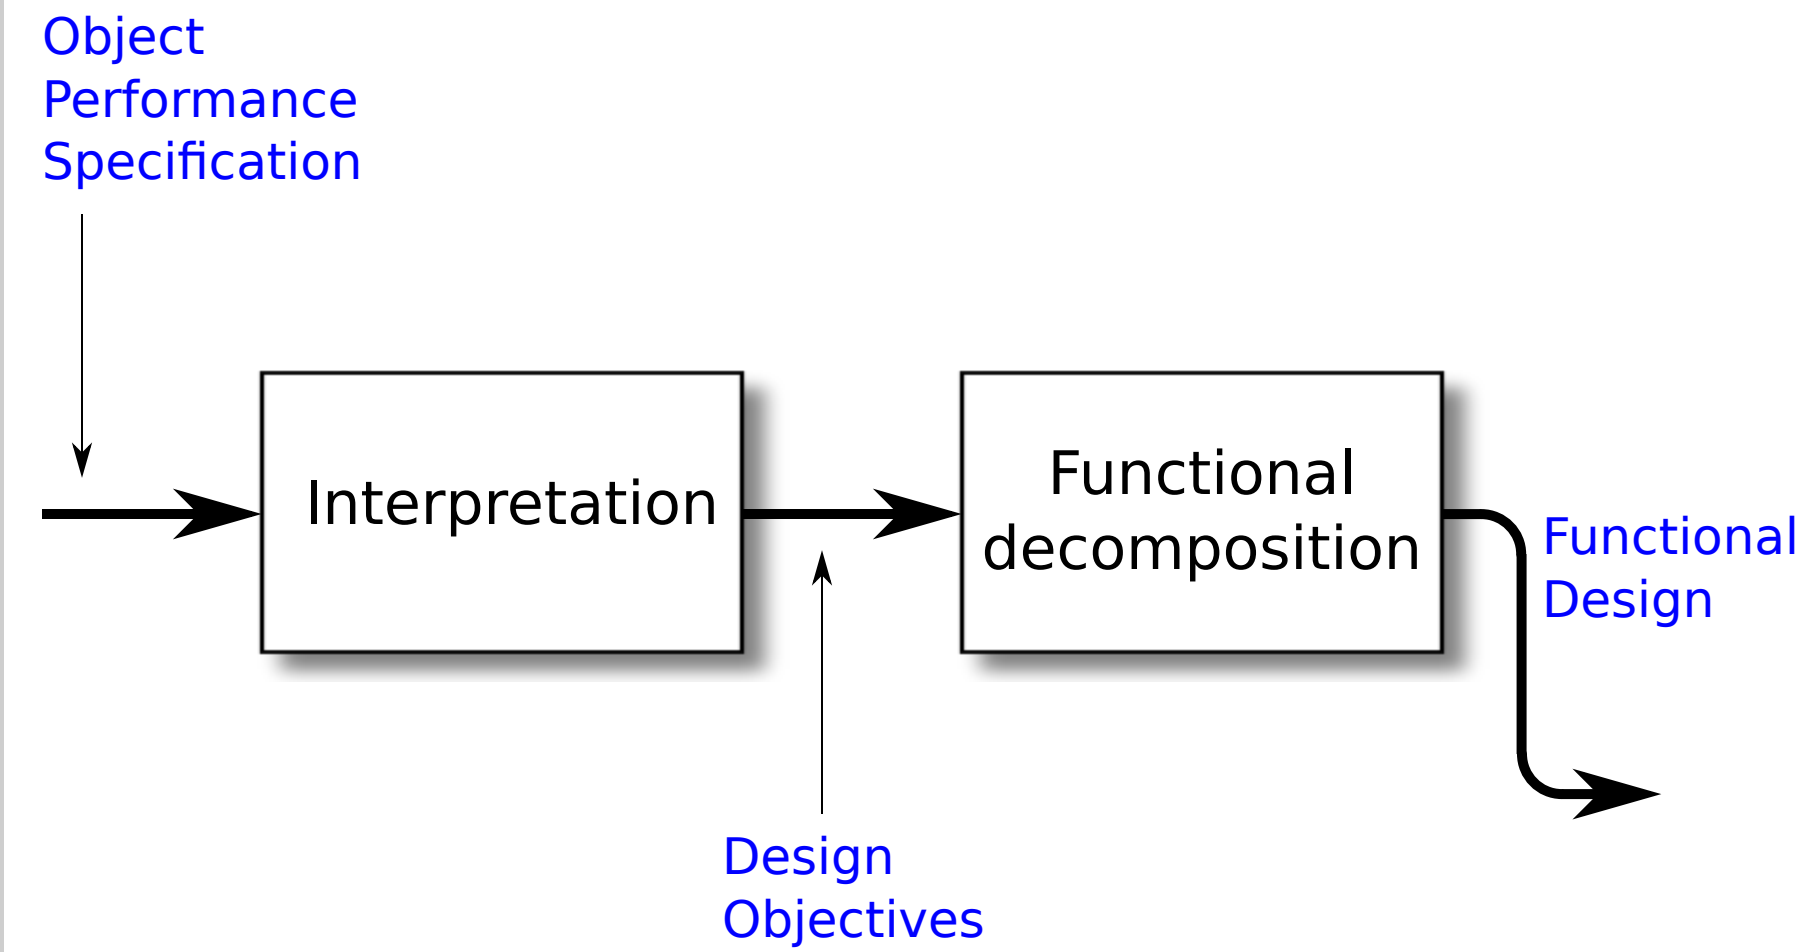 Object
Performance
Specification
Interpretation
Functional
decomposition
Functional
Design
Design
Objectives